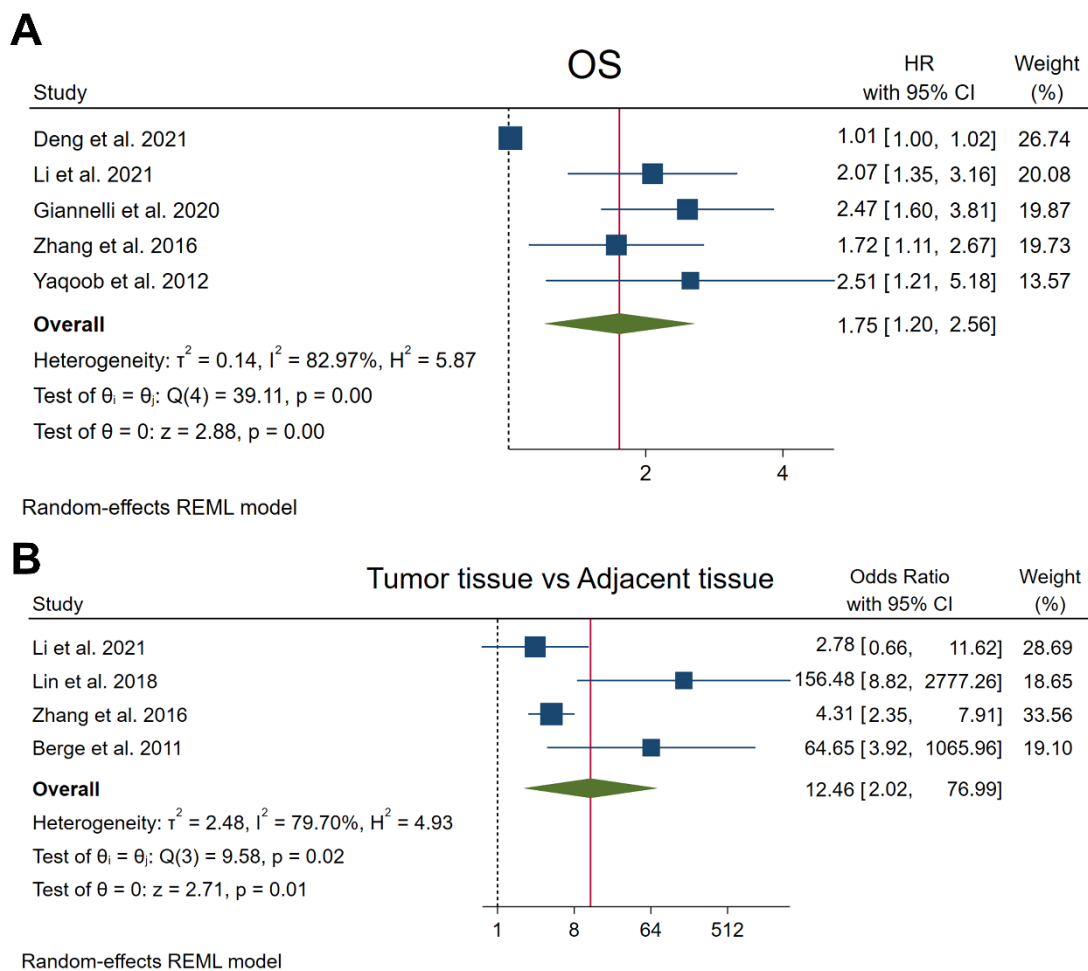 A
OS
HR Weight
Study with 95% CI (%)
Deng et al. 2021 1.01 [1.00, 1.02] 26.74
Li et al. 2021 2.07 [1.35, 3.16] 20.08
Giannelli et al. 2020 2.47 [1.60, 3.81] 19.87
Zhang et al. 2016 1.72 [1.11, 2.67] 19.73
Yaqoob et al. 2012 2.51 [1.21, 5.18] 13.57
Overall 1.75 [1.20, 2.56]
Heterogeneity: τ² = 0.14, I² = 82.97%, H² = 5.87
Test of θᵢ = θⱼ: Q(4) = 39.11, p = 0.00
Test of θ = 0: z = 2.88, p = 0.00
2 4
Random-effects REML model
B
Tumor tissue vs Adjacent tissue
Odds Ratio Weight
Study with 95% CI (%)
Li et al. 2021 2.78 [0.66, 11.62] 28.69
Lin et al. 2018 156.48 [8.82, 2777.26] 18.65
Zhang et al. 2016 4.31 [2.35, 7.91] 33.56
Berge et al. 2011 64.65 [3.92, 1065.96] 19.10
Overall 12.46 [2.02, 76.99]
Heterogeneity: τ² = 2.48, I² = 79.70%, H² = 4.93
Test of θᵢ = θⱼ: Q(3) = 9.58, p = 0.02
Test of θ = 0: z = 2.71, p = 0.01
1 8 64 512
Random-effects REML model